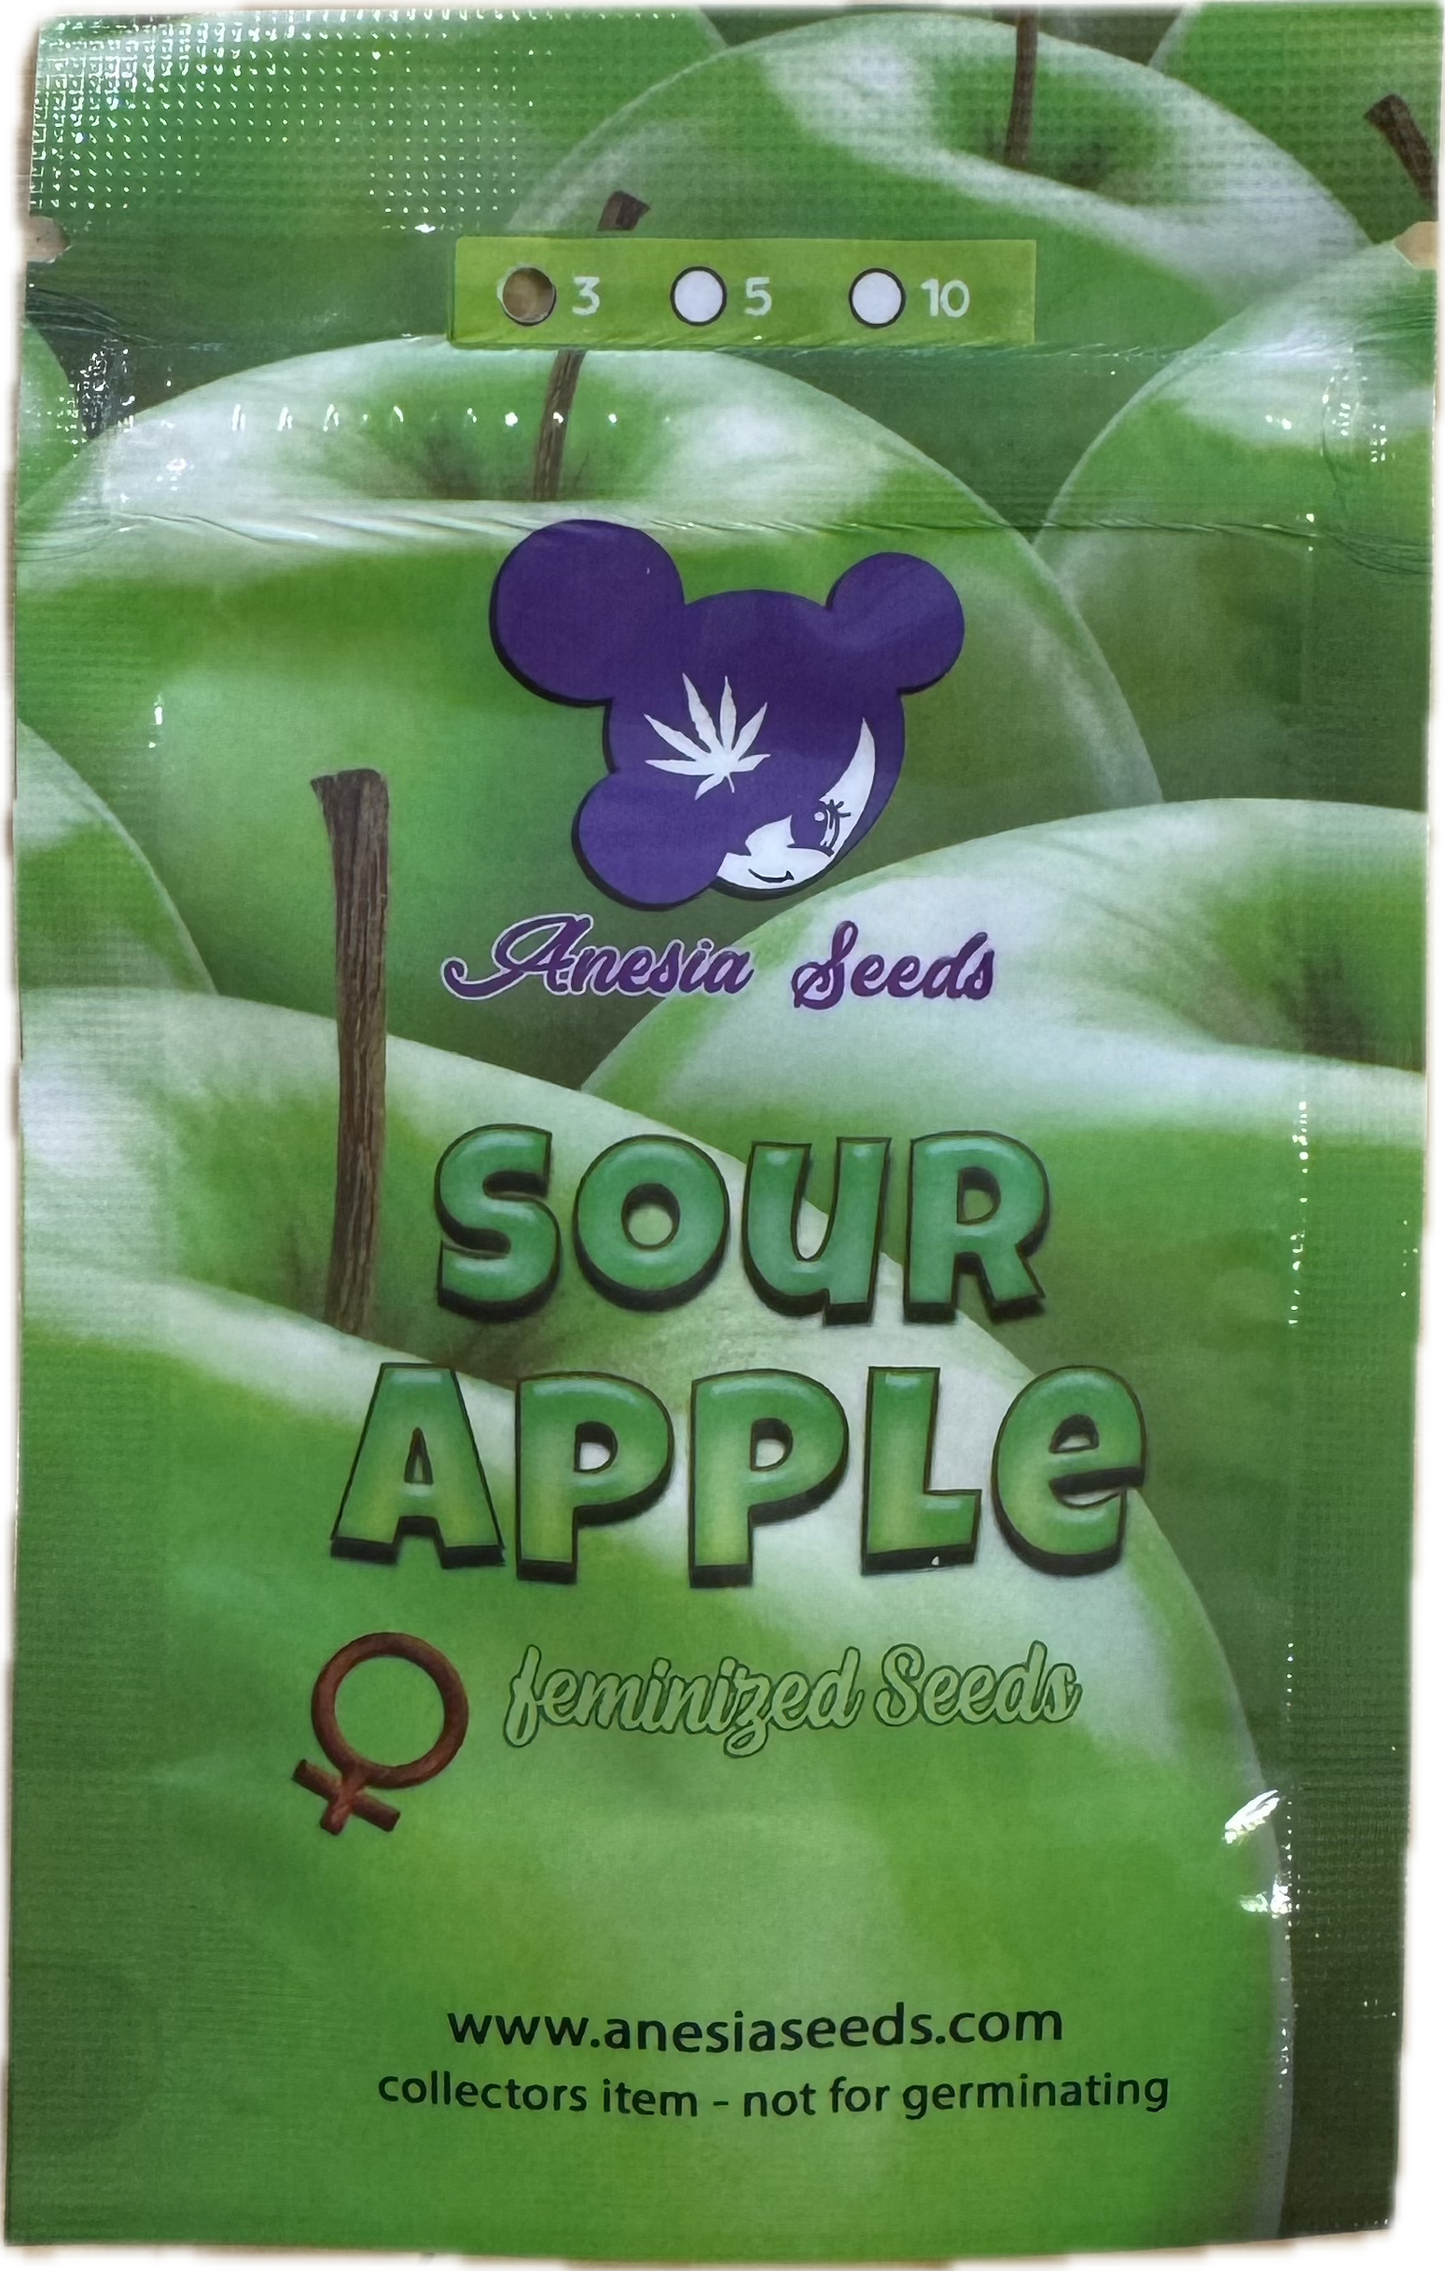 3 5 10
Anesia Seeds
SOUR
APPLe
feminized Seeds
www.anesiaseeds.com
collectors item - not for germinating